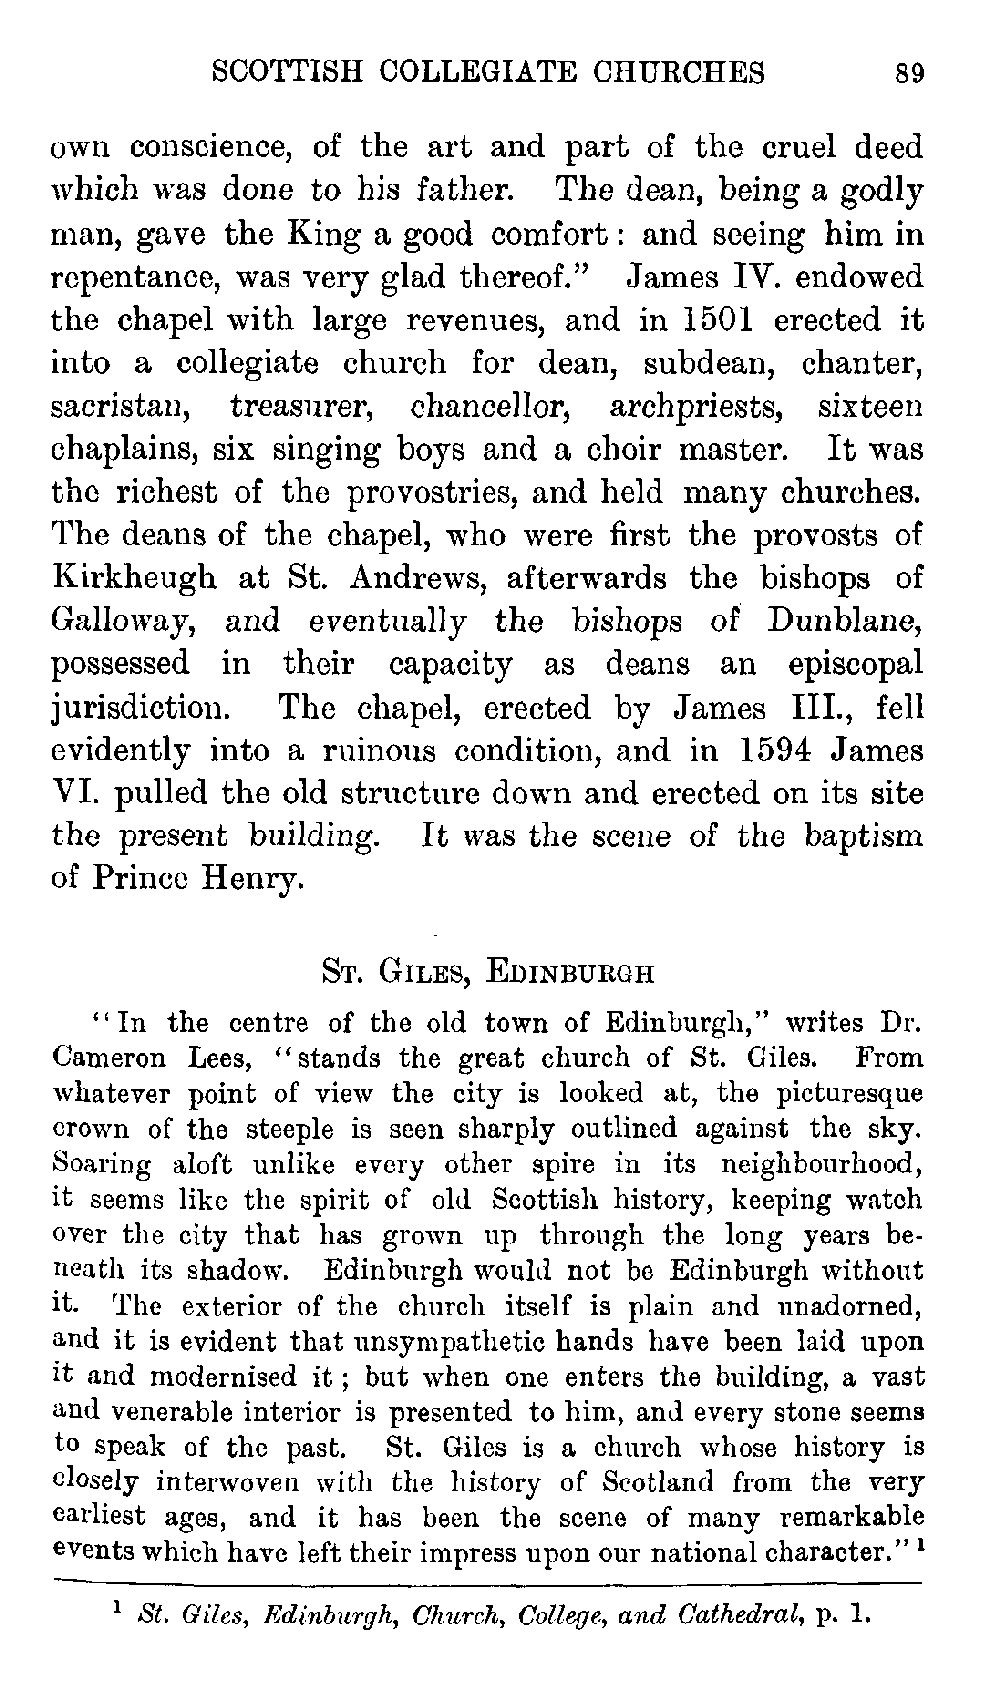 SCOTTISH COLLEGIATE CHURCHES 89
own conscience, of the art and part of the cruel deed
which was done to his father. The dean, being a godly
man, gave the King a good comfort: and seeing him in
repentance, was very glad thereof.” James IV. endowed
the chapel with large revenues, and in 1501 erected it
into a collegiate church for dean, subdean, chanter,
sacristan, treasurer, chancellor, archpriests, sixteen
chaplains, six singing boys and a choir master. It was
the richest of the provostries, and held many churches.
The deans of the chapel, who were first the provosts of
Kirkheugh at St. Andrews, afterwards the bishops of
Galloway, and eventually the bishops of Dunblane,
possessed in their capacity as deans an episcopal
jurisdiction. The chapel, erected by James III., fell
evidently into a ruinous condition, and in 1594 James
VI. pulled the old structure down and erected on its site
the present building. It was the scene of the baptism
of Prince Henry.
ST. GILES, EDINBURGH
“In the centre of the old town of Edinburgh,” writes Dr.
Cameron Lees, “stands the great church of St. Giles. From
whatever point of view the city is looked at, the picturesque
crown of the steeple is seen sharply outlined against the sky.
Soaring aloft unlike every other spire in its neighbourhood,
it seems like the spirit of old Scottish history, keeping watch
over the city that has grown up through the long years be-
neath its shadow. Edinburgh would not be Edinburgh without
it. The exterior of the church itself is plain and unadorned,
and it is evident that unsympathetic hands have been laid upon
it and modernised it; but when one enters the building, a vast
and venerable interior is presented to him, and every stone seems
to speak of the past. St. Giles is a church whose history is
closely interwoven with the history of Scotland from the very
earliest ages, and it has been the scene of many remarkable
events which have left their impress upon our national character.” ¹
¹ St. Giles, Edinburgh, Church, College, and Cathedral, p. 1.